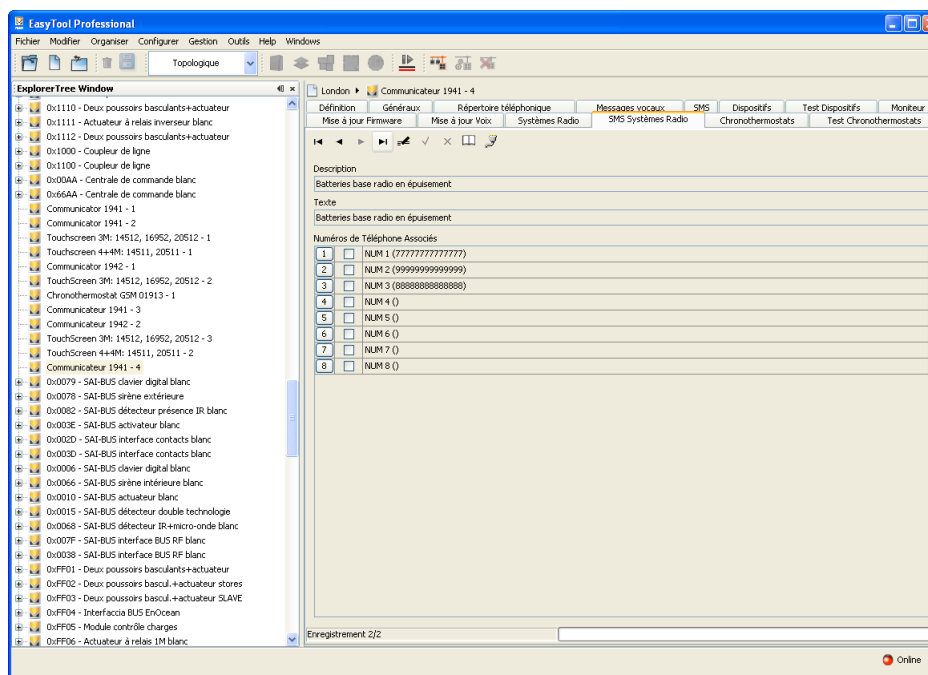 EasyTool Professional
Fichier Modifier Organiser Configurer Gestion Outils Help Windows
Topologique
ExplorerTree Window
0x1110 - Deux poussoirs basculants+actuateur
0x1111 - Actuateur à relais inverseur blanc
0x1112 - Deux poussoirs basculants+actuateur
0x1000 - Coupleur de ligne
0x1100 - Coupleur de ligne
0x00AA - Centrale de commande blanc
0x66AA - Centrale de commande blanc
Communicator 1941 - 1
Communicator 1941 - 2
Touchscreen 3M: 14512, 16952, 20512 - 1
Touchscreen 4+4M: 14511, 20511 - 1
Communicator 1942 - 1
TouchScreen 3M: 14512, 16952, 20512 - 2
Chronothermostat GSM 01913 - 1
Communicateur 1941 - 3
Communicateur 1942 - 2
TouchScreen 3M: 14512, 16952, 20512 - 3
TouchScreen 4+4M: 14511, 20511 - 2
Communicateur 1941 - 4
0x0079 - SAI-BUS clavier digital blanc
0x0078 - SAI-BUS sirène extérieure
0x0082 - SAI-BUS détecteur présence IR blanc
0x003E - SAI-BUS activateur blanc
0x002D - SAI-BUS interface contacts blanc
0x003D - SAI-BUS interface contacts blanc
0x0006 - SAI-BUS clavier digital blanc
0x0066 - SAI-BUS sirène intérieure blanc
0x0010 - SAI-BUS actuateur blanc
0x0015 - SAI-BUS détecteur double technologie
0x0068 - SAI-BUS détecteur IR+micro-onde blanc
0x007F - SAI-BUS interface BUS RF blanc
0x0038 - SAI-BUS interface BUS RF blanc
0xFF01 - Deux poussoirs basculants+actuateur
0xFF02 - Deux poussoirs bascul.+actuateur stores
0xFF03 - Deux poussoirs bascul.+actuateur SLAVE
0xFF04 - Interfaccia BUS EnOcean
0xFF05 - Module contrôle charges
0xFF06 - Actuateur à relais 1M blanc
London Communicateur 1941 - 4
Définition Généraux Répertoire téléphonique Messages vocaux SMS Dispositifs Test Dispositifs Moniteur
Mise à jour Firmware Mise à jour Voix Systèmes Radio SMS Systèmes Radio Chronothermostats Test Chronothermostats
Description
Batteries base radio en épuisement
Texte
Batteries base radio en épuisement
Numéros de Téléphone Associés
1 NUM 1 (77777777777777)
2 NUM 2 (99999999999999)
3 NUM 3 (88888888888888)
4 NUM 4 ()
5 NUM 5 ()
6 NUM 6 ()
7 NUM 7 ()
8 NUM 8 ()
Enregistrement 2/2
Online